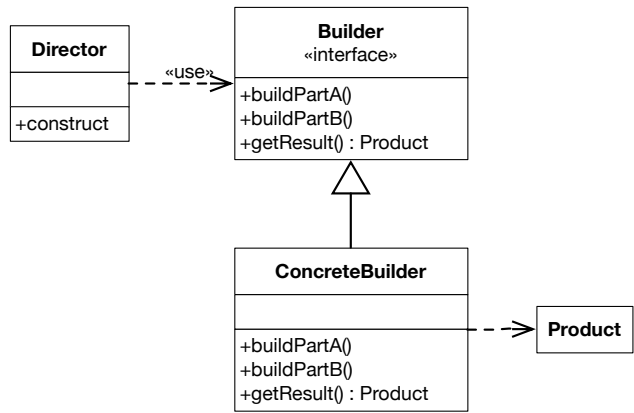 Director
+construct
«use»
Builder
«interface»
+buildPartA()
+buildPartB()
+getResult() : Product
ConcreteBuilder
+buildPartA()
+buildPartB()
+getResult() : Product
Product